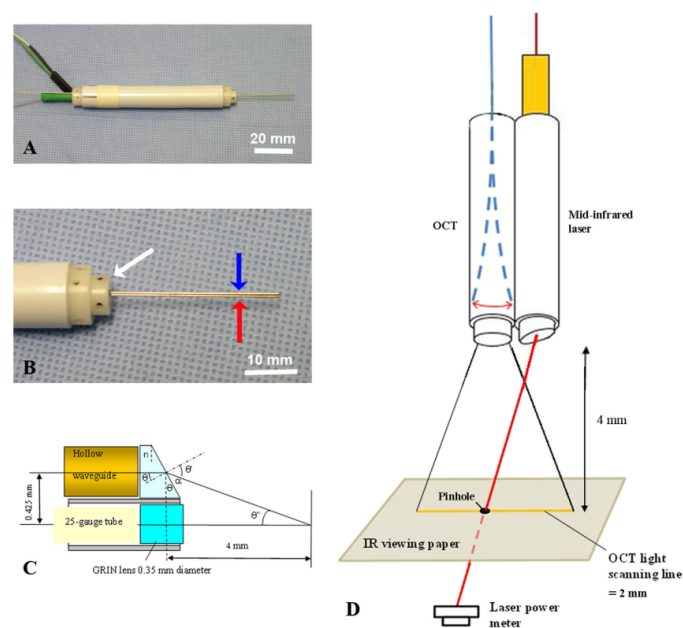 20 mm
A
B
10 mm
Hollow
waveguide
n
θ'
θ
α
θ'
0.425 mm
25-gauge tube
θ"
4 mm
C
GRIN lens 0.35 mm diameter
OCT
Mid-infrared
laser
4 mm
Pinhole
IR viewing paper
OCT light
scanning line
= 2 mm
Laser power
meter
D